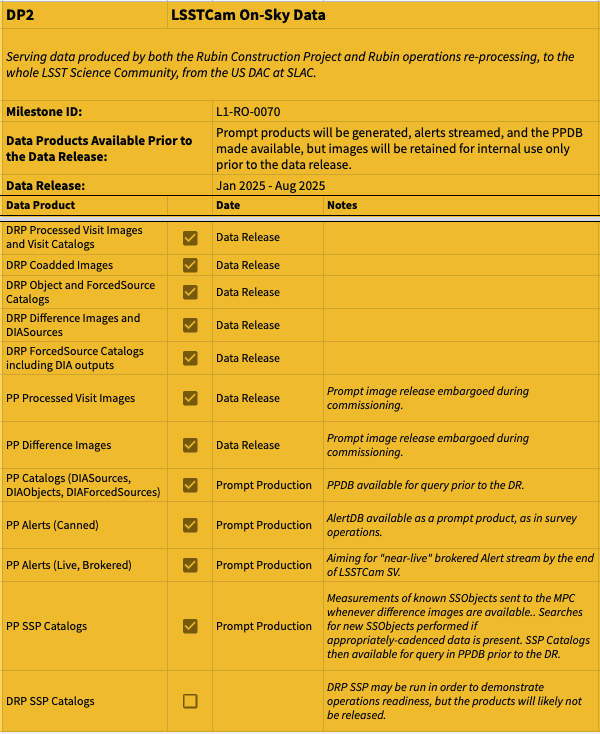 DP2 LSSTCam On-Sky Data
Serving data produced by both the Rubin Construction Project and Rubin operations re-processing, to the
whole LSST Science Community, from the US DAC at SLAC.
Milestone ID: L1-RO-0070
Data Products Available Prior to
the Data Release:
Prompt products will be generated, alerts streamed, and the PPDB
made available, but images will be retained for internal use only
prior to the data release.
Data Release: Jan 2025 - Aug 2025
Data Product Date Notes
DRP Processed Visit Images
and Visit Catalogs
Data Release
DRP Coadded Images Data Release
DRP Object and ForcedSource
Catalogs
Data Release
DRP Difference Images and
DIASources
Data Release
DRP ForcedSource Catalogs
including DIA outputs
Data Release
PP Processed Visit Images Data Release
Prompt image release embargoed during
commissioning.
PP Difference Images Data Release
Prompt image release embargoed during
commissioning.
PP Catalogs (DIASources,
DIAObjects, DIAForcedSources)
Prompt Production PPDB available for query prior to the DR.
PP Alerts (Canned) Prompt Production
AlertDB available as a prompt product, as in survey
operations.
PP Alerts (Live, Brokered) Prompt Production
Aiming for "near-live" brokered Alert stream by the end
of LSSTCam SV.
PP SSP Catalogs Prompt Production
Measurements of known SSObjects sent to the MPC
whenever difference images are available.. Searches
for new SSObjects performed if
appropriately-cadenced data is present. SSP Catalogs
then available for query in PPDB prior to the DR.
DRP SSP Catalogs
DRP SSP may be run in order to demonstrate
operations readiness, but the products will likely not
be released.